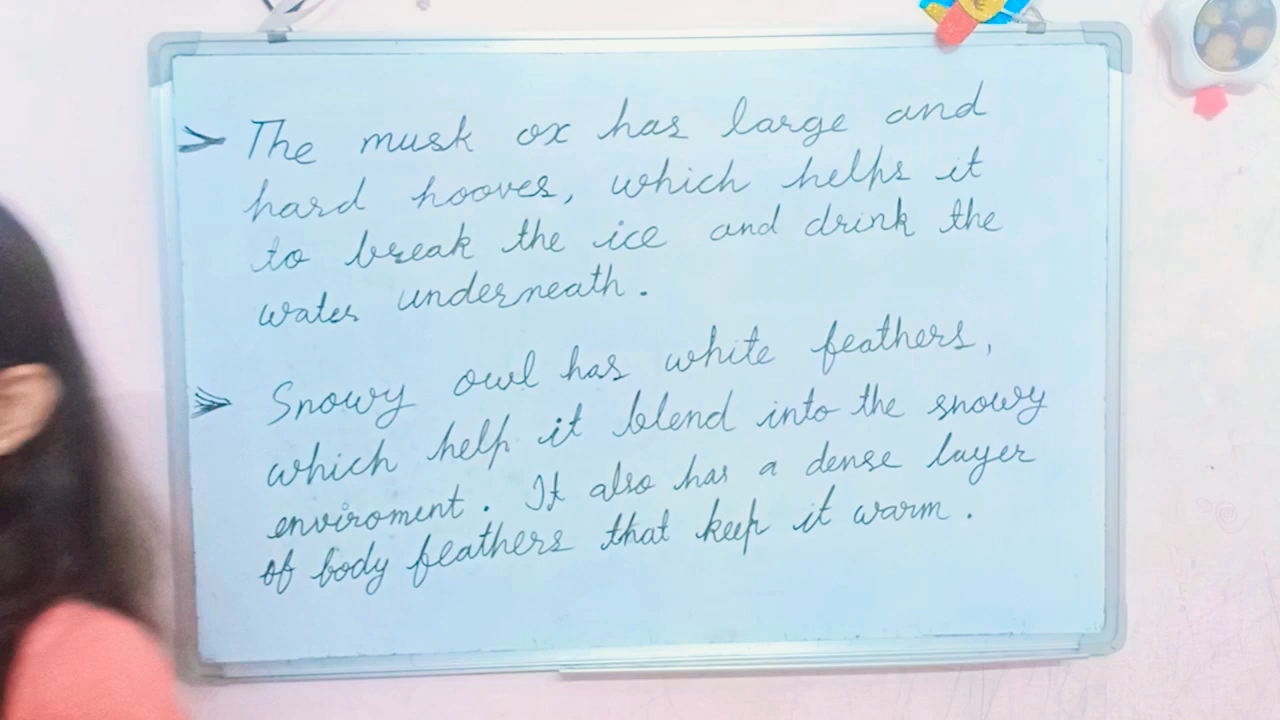 > The musk ox has large and
hard hooves, which helps it
to break the ice and drink the
water underneath.
> Snowy owl has white feathers,
which help it blend into the snowy
enviroment. It also has a dense layer
of body feathers that keep it warm.